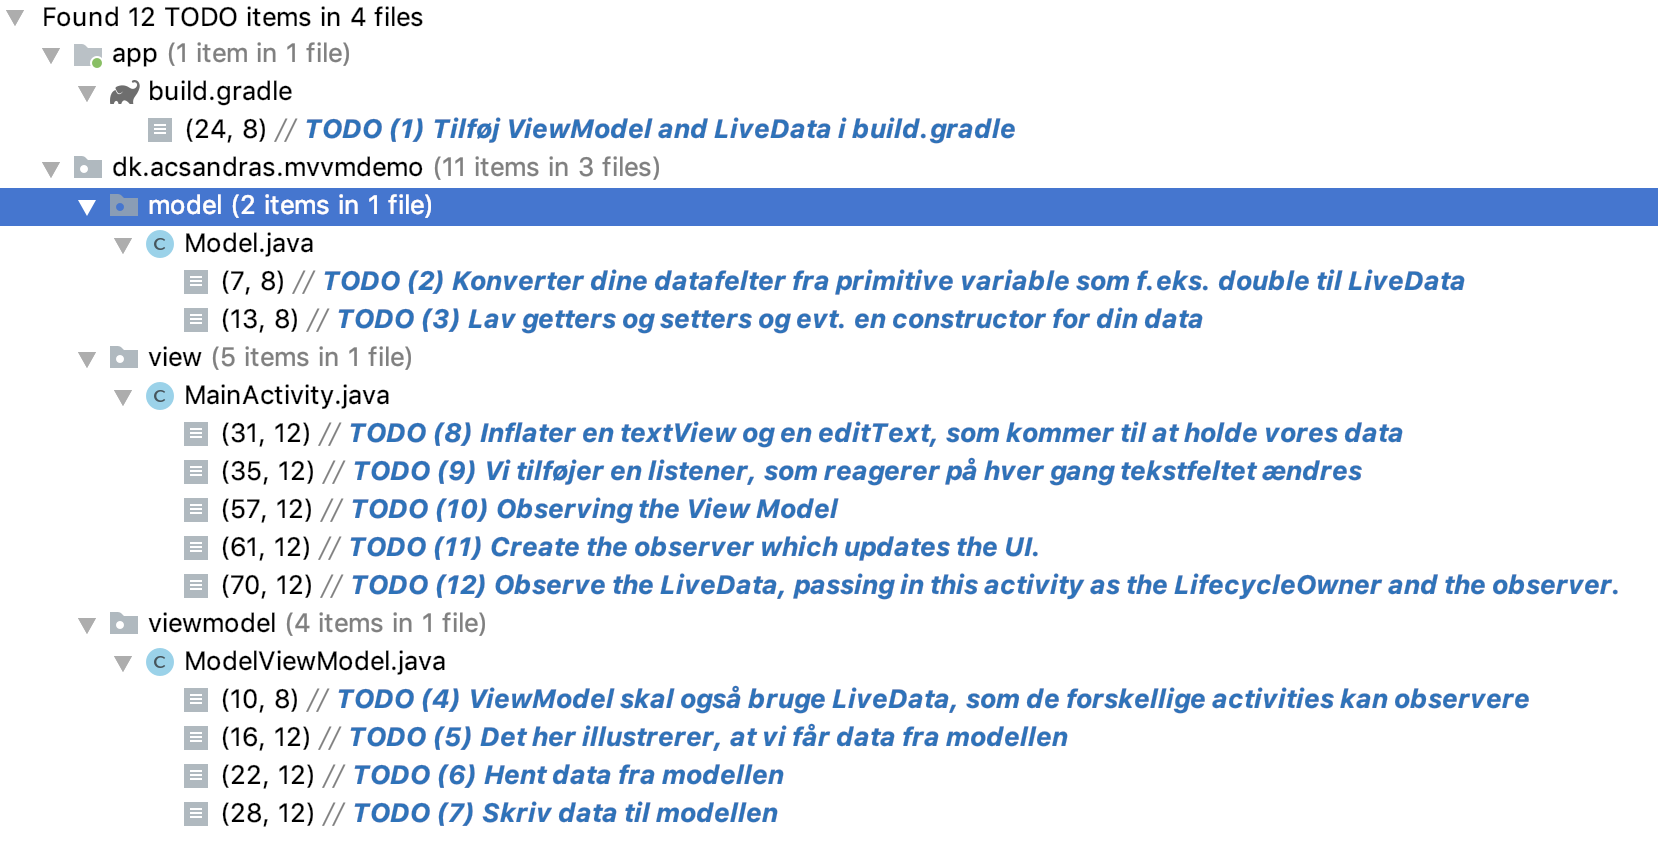 Found 12 TODO items in 4 files
app (1 item in 1 file)
build.gradle
(24, 8) // TODO (1) Tilføj ViewModel and LiveData i build.gradle
dk.acsandras.mvvmdemo (11 items in 3 files)
model (2 items in 1 file)
C Model.java
(7, 8) // TODO (2) Konverter dine datafelter fra primitive variable som f.eks. double til LiveData
(13, 8) // TODO (3) Lav getters og setters og evt. en constructor for din data
view (5 items in 1 file)
C MainActivity.java
(31, 12) // TODO (8) Inflater en textView og en editText, som kommer til at holde vores data
(35, 12) // TODO (9) Vi tilføjer en listener, som reagerer på hver gang tekstfeltet ændres
(57, 12) // TODO (10) Observing the View Model
(61, 12) // TODO (11) Create the observer which updates the UI.
(70, 12) // TODO (12) Observe the LiveData, passing in this activity as the LifecycleOwner and the observer.
viewmodel (4 items in 1 file)
C ModelViewModel.java
(10, 8) // TODO (4) ViewModel skal også bruge LiveData, som de forskellige activities kan observere
(16, 12) // TODO (5) Det her illustrerer, at vi får data fra modellen
(22, 12) // TODO (6) Hent data fra modellen
(28, 12) // TODO (7) Skriv data til modellen